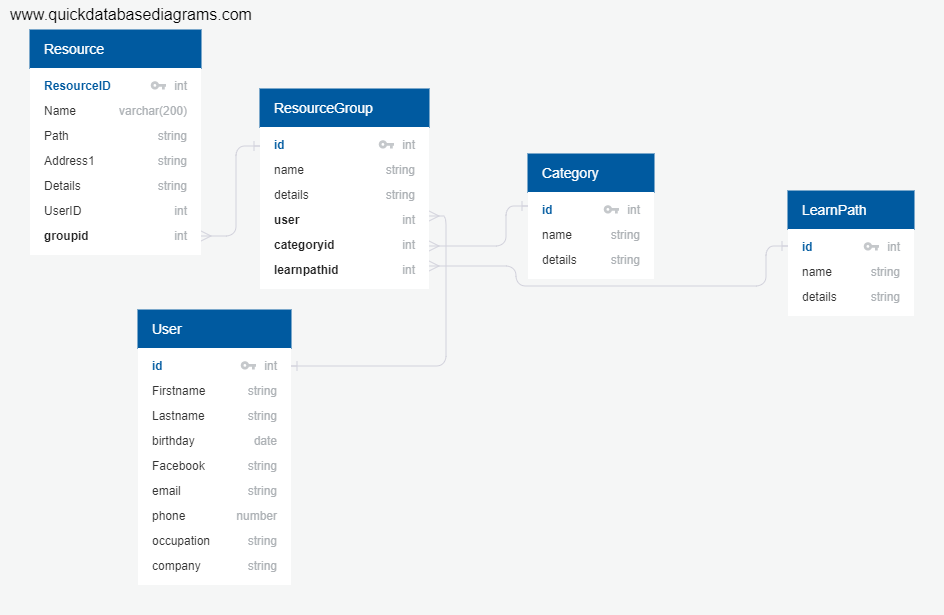 www.quickdatabasediagrams.com
Resource
ResourceID int
Name varchar(200)
Path string
Address1 string
Details string
UserID int
groupid int
ResourceGroup
id int
name string
details string
user int
categoryid int
learnpathid int
Category
id int
name string
details string
LearnPath
id int
name string
details string
User
id int
Firstname string
Lastname string
birthday date
Facebook string
email string
phone number
occupation string
company string